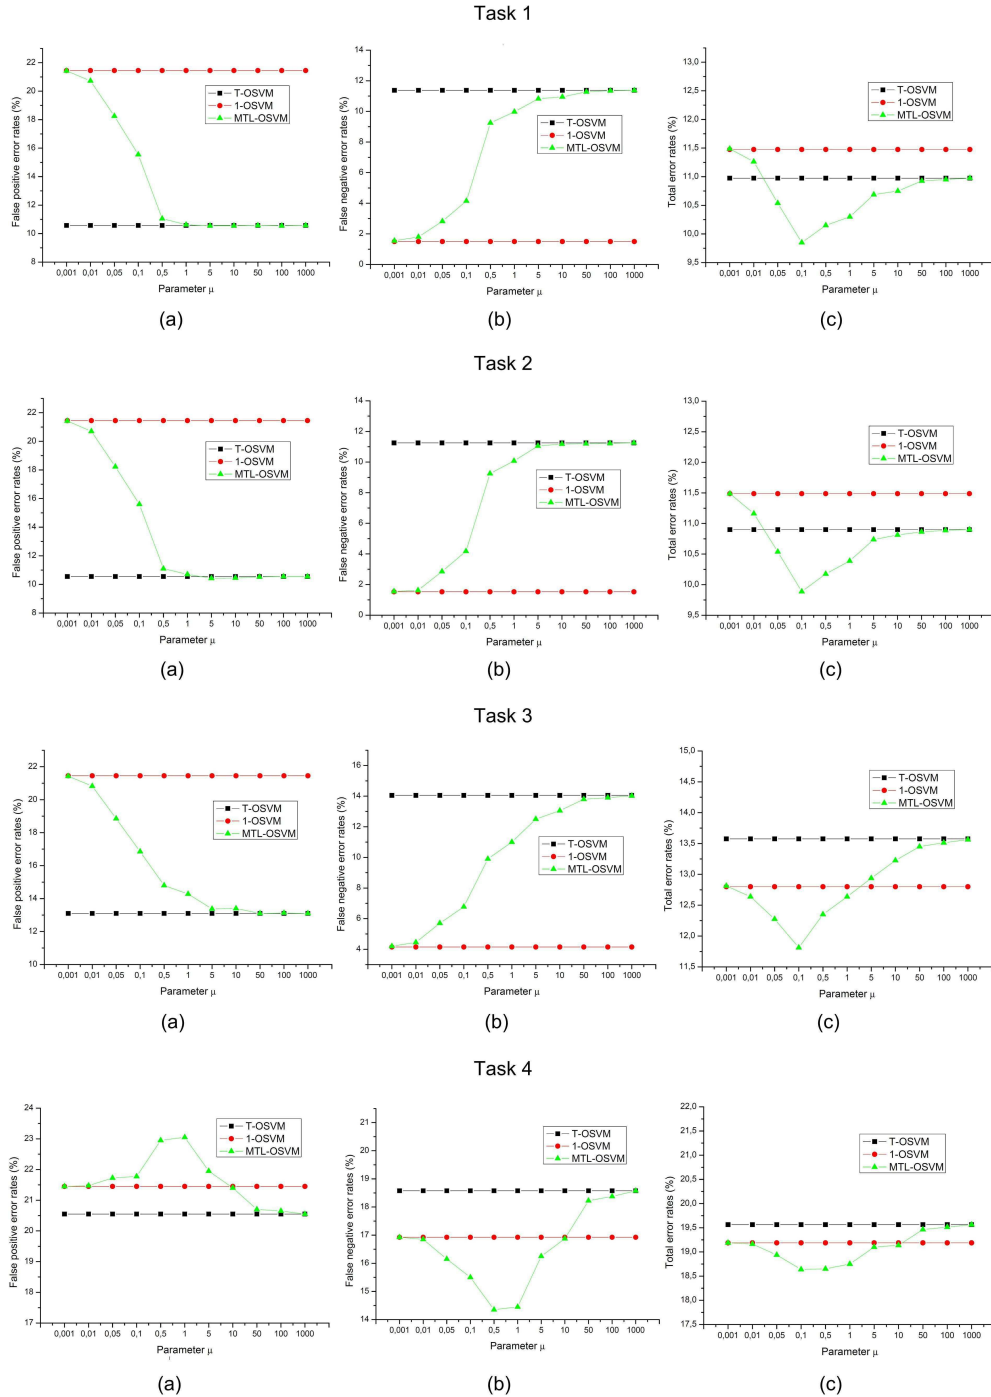 Task 1
False positive error rates (%)
22
20
18
16
14
12
10
8
T-OSVM
1-OSVM
MTL-OSVM
0,001 0,01 0,05 0,1 0,5 1 5 10 50 100 1000
Parameter μ
(a)
False negative error rates (%)
14
12
10
8
6
4
2
0
T-OSVM
1-OSVM
MTL-OSVM
0,001 0,01 0,05 0,1 0,5 1 5 10 50 100 1000
Parameter μ
(b)
Total error rates (%)
13,0
12,5
12,0
11,5
11,0
10,5
10,0
9,5
T-OSVM
1-OSVM
MTL-OSVM
0,001 0,01 0,05 0,1 0,5 1 5 10 50 100 1000
Parameter μ
(c)
Task 2
False positive error rates (%)
22
20
18
16
14
12
10
8
T-OSVM
1-OSVM
MTL-OSVM
0,001 0,01 0,05 0,1 0,5 1 5 10 50 100 1000
Parameter μ
(a)
False negative error rates (%)
14
12
10
8
6
4
2
0
T-OSVM
1-OSVM
MTL-OSVM
0,001 0,01 0,05 0,1 0,5 1 5 10 50 100 1000
Parameter μ
(b)
Total error rates (%)
13,0
12,5
12,0
11,5
11,0
10,5
10,0
9,5
T-OSVM
1-OSVM
MTL-OSVM
0,001 0,01 0,05 0,1 0,5 1 5 10 50 100 1000
Parameter μ
(c)
Task 3
False positive error rates (%)
22
20
18
16
14
12
10
T-OSVM
1-OSVM
MTL-OSVM
0,001 0,01 0,05 0,1 0,5 1 5 10 50 100 1000
Parameter μ
(a)
False negative error rates (%)
16
14
12
10
8
6
4
T-OSVM
1-OSVM
MTL-OSVM
0,001 0,01 0,05 0,1 0,5 1 5 10 50 100 1000
Parameter μ
(b)
Total error rates (%)
15,0
14,5
14,0
13,5
13,0
12,5
12,0
11,5
T-OSVM
1-OSVM
MTL-OSVM
0,001 0,01 0,05 0,1 0,5 1 5 10 50 100 1000
Parameter μ
(c)
Task 4
False positive error rates (%)
24
23
22
21
20
19
18
17
T-OSVM
1-OSVM
MTL-OSVM
0,001 0,01 0,05 0,1 0,5 1 5 10 50 100 1000
Parameter μ
(a)
False negative error rates (%)
21
20
19
18
17
16
15
14
T-OSVM
1-OSVM
MTL-OSVM
0,001 0,01 0,05 0,1 0,5 1 5 10 50 100 1000
Parameter μ
(b)
Total error rates (%)
22,0
21,5
21,0
20,5
20,0
19,5
19,0
18,5
18,0
17,5
T-OSVM
1-OSVM
MTL-OSVM
0,001 0,01 0,05 0,1 0,5 1 5 10 50 100 1000
Parameter μ
(c)